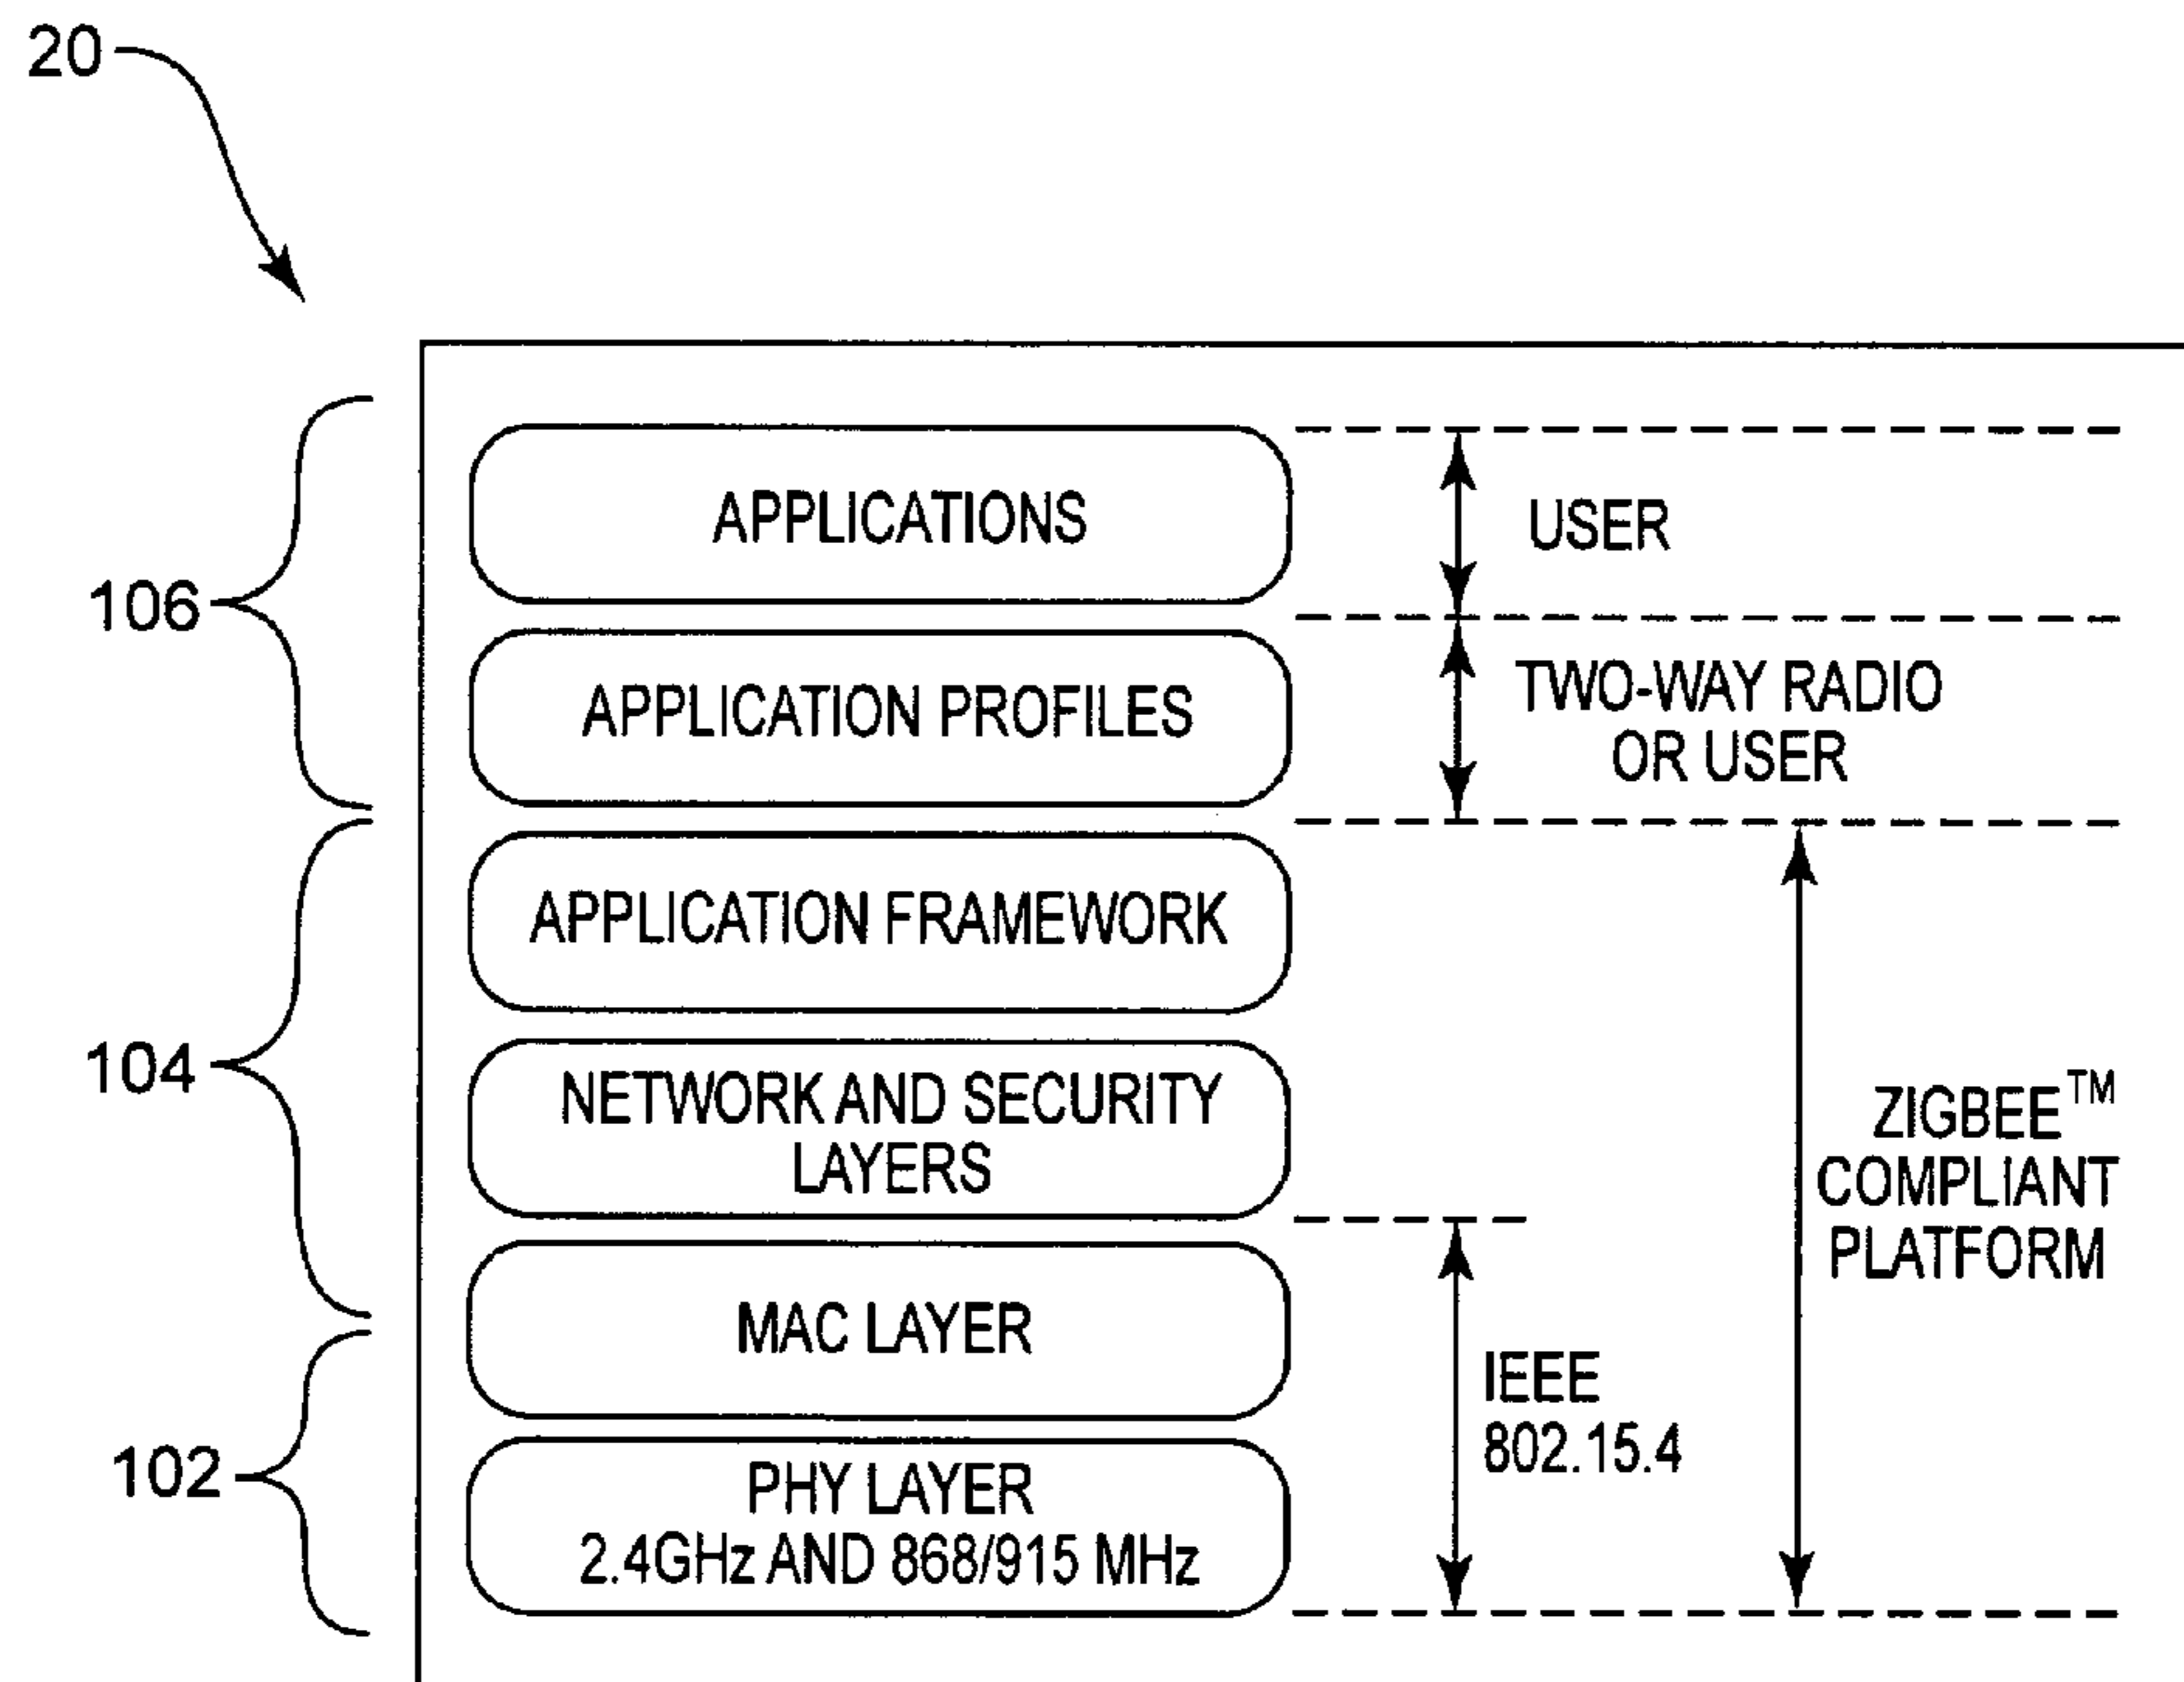 20
APPLICATIONS
USER
106
APPLICATION PROFILES
TWO-WAY RADIO
OR USER
APPLICATION FRAMEWORK
104
NETWORK AND SECURITY
LAYERS
ZIGBEE™
COMPLIANT
PLATFORM
MAC LAYER
IEEE
802.15.4
102
PHY LAYER
2.4GHz AND 868/915 MHz